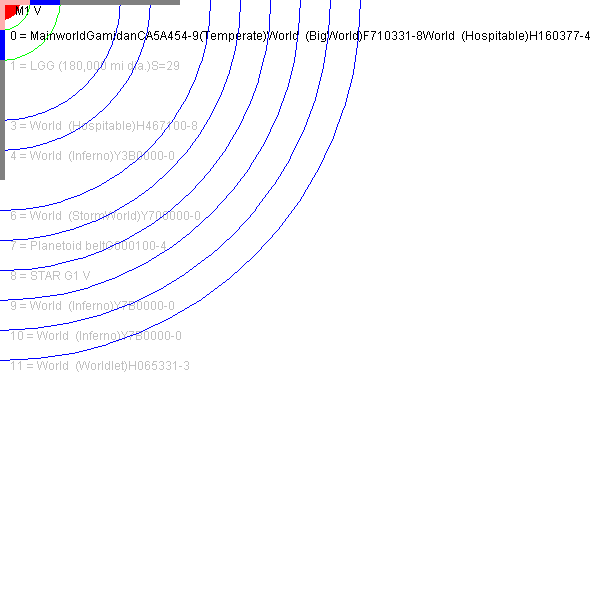 M1 V
0 = MainworldGamidanCA5A454-9(Temperate)World (BigWorld)F710331-8World (Hospitable)H160377-4
1 = LGG (180,000 mi dia.)S=29
3 = World (Hospitable)H467100-8
4 = World (Inferno)Y3B0000-0
6 = World (StormWorld)Y700000-0
7 = Planetoid beltG000100-4
8 = STAR G1 V
9 = World (Inferno)Y7B0000-0
10 = World (Inferno)Y7B0000-0
11 = World (Worldlet)H065331-3